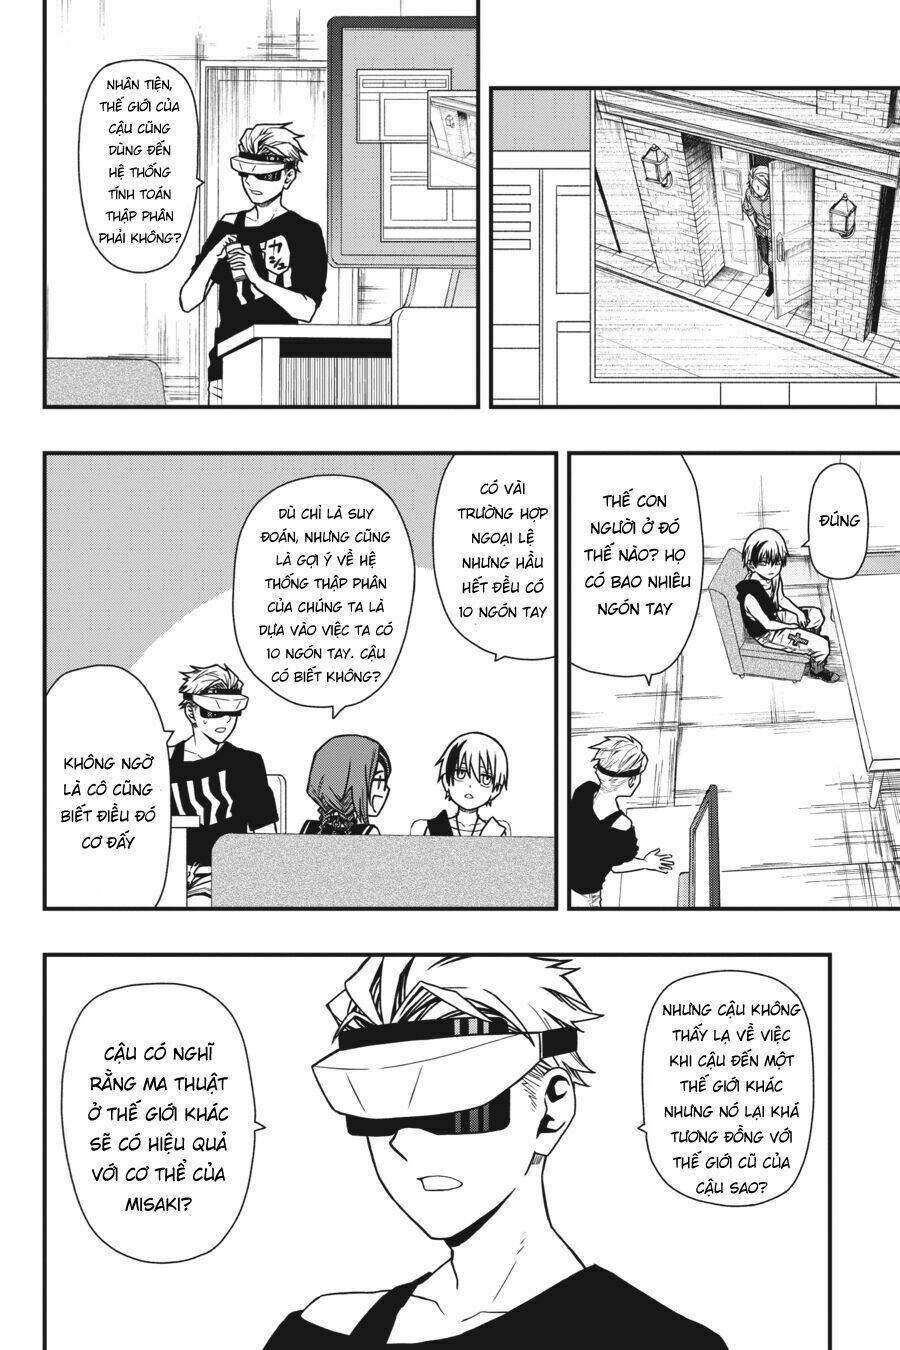 NHÂN TIỆN,
THẾ GIỚI CỦA
CẬU CŨNG
DÙNG ĐẾN
HỆ THỐNG
TÍNH TOÁN
THẬP PHÂN
PHẢI KHÔNG?
ĐÚNG
THẾ CON
NGƯỜI Ở ĐÓ
THẾ NÀO? HỌ
CÓ BAO NHIÊU
NGÓN TAY
CÓ VÀI
TRƯỜNG HỢP
NGOẠI LỆ
NHƯNG HẦU
HẾT ĐỀU CÓ
10 NGÓN TAY
DÙ CHỈ LÀ SUY
ĐOÁN, NHƯNG CŨNG
LÀ GỢI Ý VỀ HỆ
THỐNG THẬP PHÂN
CỦA CHÚNG TA LÀ
DỰA VÀO VIỆC TA CÓ
10 NGÓN TAY. CẬU
CÓ BIẾT KHÔNG?
KHÔNG NGỜ
LÀ CÔ CŨNG
BIẾT ĐIỀU ĐÓ
CƠ ĐẤY
NHƯNG CẬU KHÔNG
THẤY LẠ VỀ VIỆC
KHI CẬU ĐẾN MỘT
THẾ GIỚI KHÁC
NHƯNG NÓ LẠI KHÁ
TƯƠNG ĐỒNG VỚI
THẾ GIỚI CŨ CỦA
CẬU SAO?
CẬU CÓ NGHĨ
RẰNG MA THUẬT
Ở THẾ GIỚI KHÁC
SẼ CÓ HIỆU QUẢ
VỚI CƠ THỂ CỦA
MISAKI?